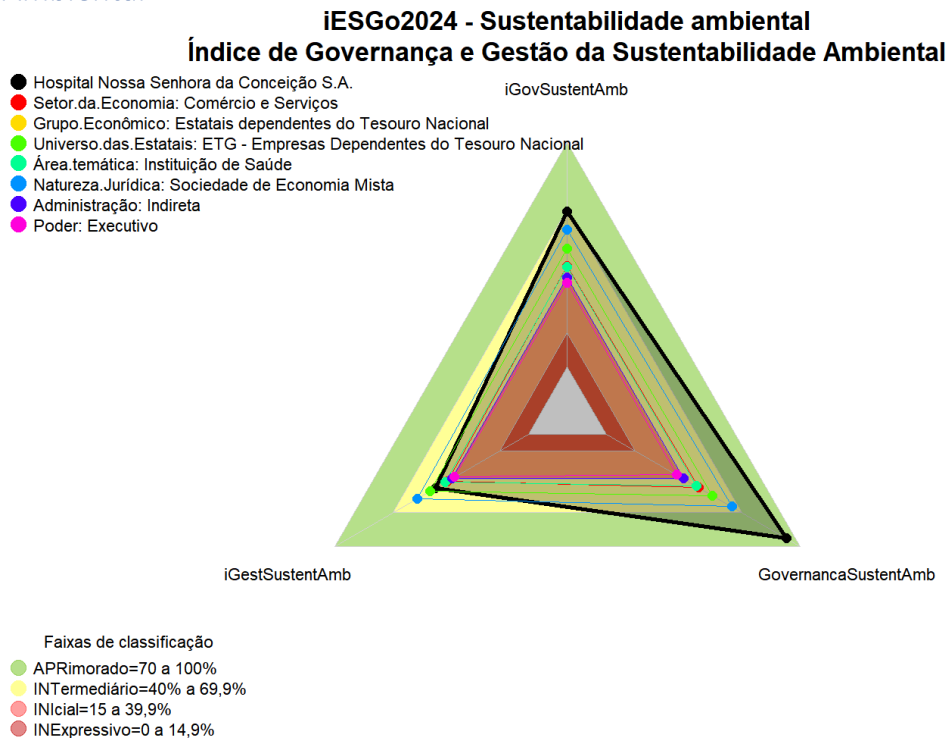 iESGo2024 - Sustentabilidade ambiental
Índice de Governança e Gestão da Sustentabilidade Ambiental
Hospital Nossa Senhora da Conceição S.A.
Setor.da.Economia: Comércio e Serviços
Grupo.Econômico: Estatais dependentes do Tesouro Nacional
Universo.das.Estatais: ETG - Empresas Dependentes do Tesouro Nacional
Área.temática: Instituição de Saúde
Natureza.Jurídica: Sociedade de Economia Mista
Administração: Indireta
Poder: Executivo
iGovSustentAmb
iGestSustentAmb
GovernancaSustentAmb
Faixas de classificação
APRimorado=70 a 100%
INTermediário=40% a 69,9%
INIcial=15 a 39,9%
INExpressivo=0 a 14,9%